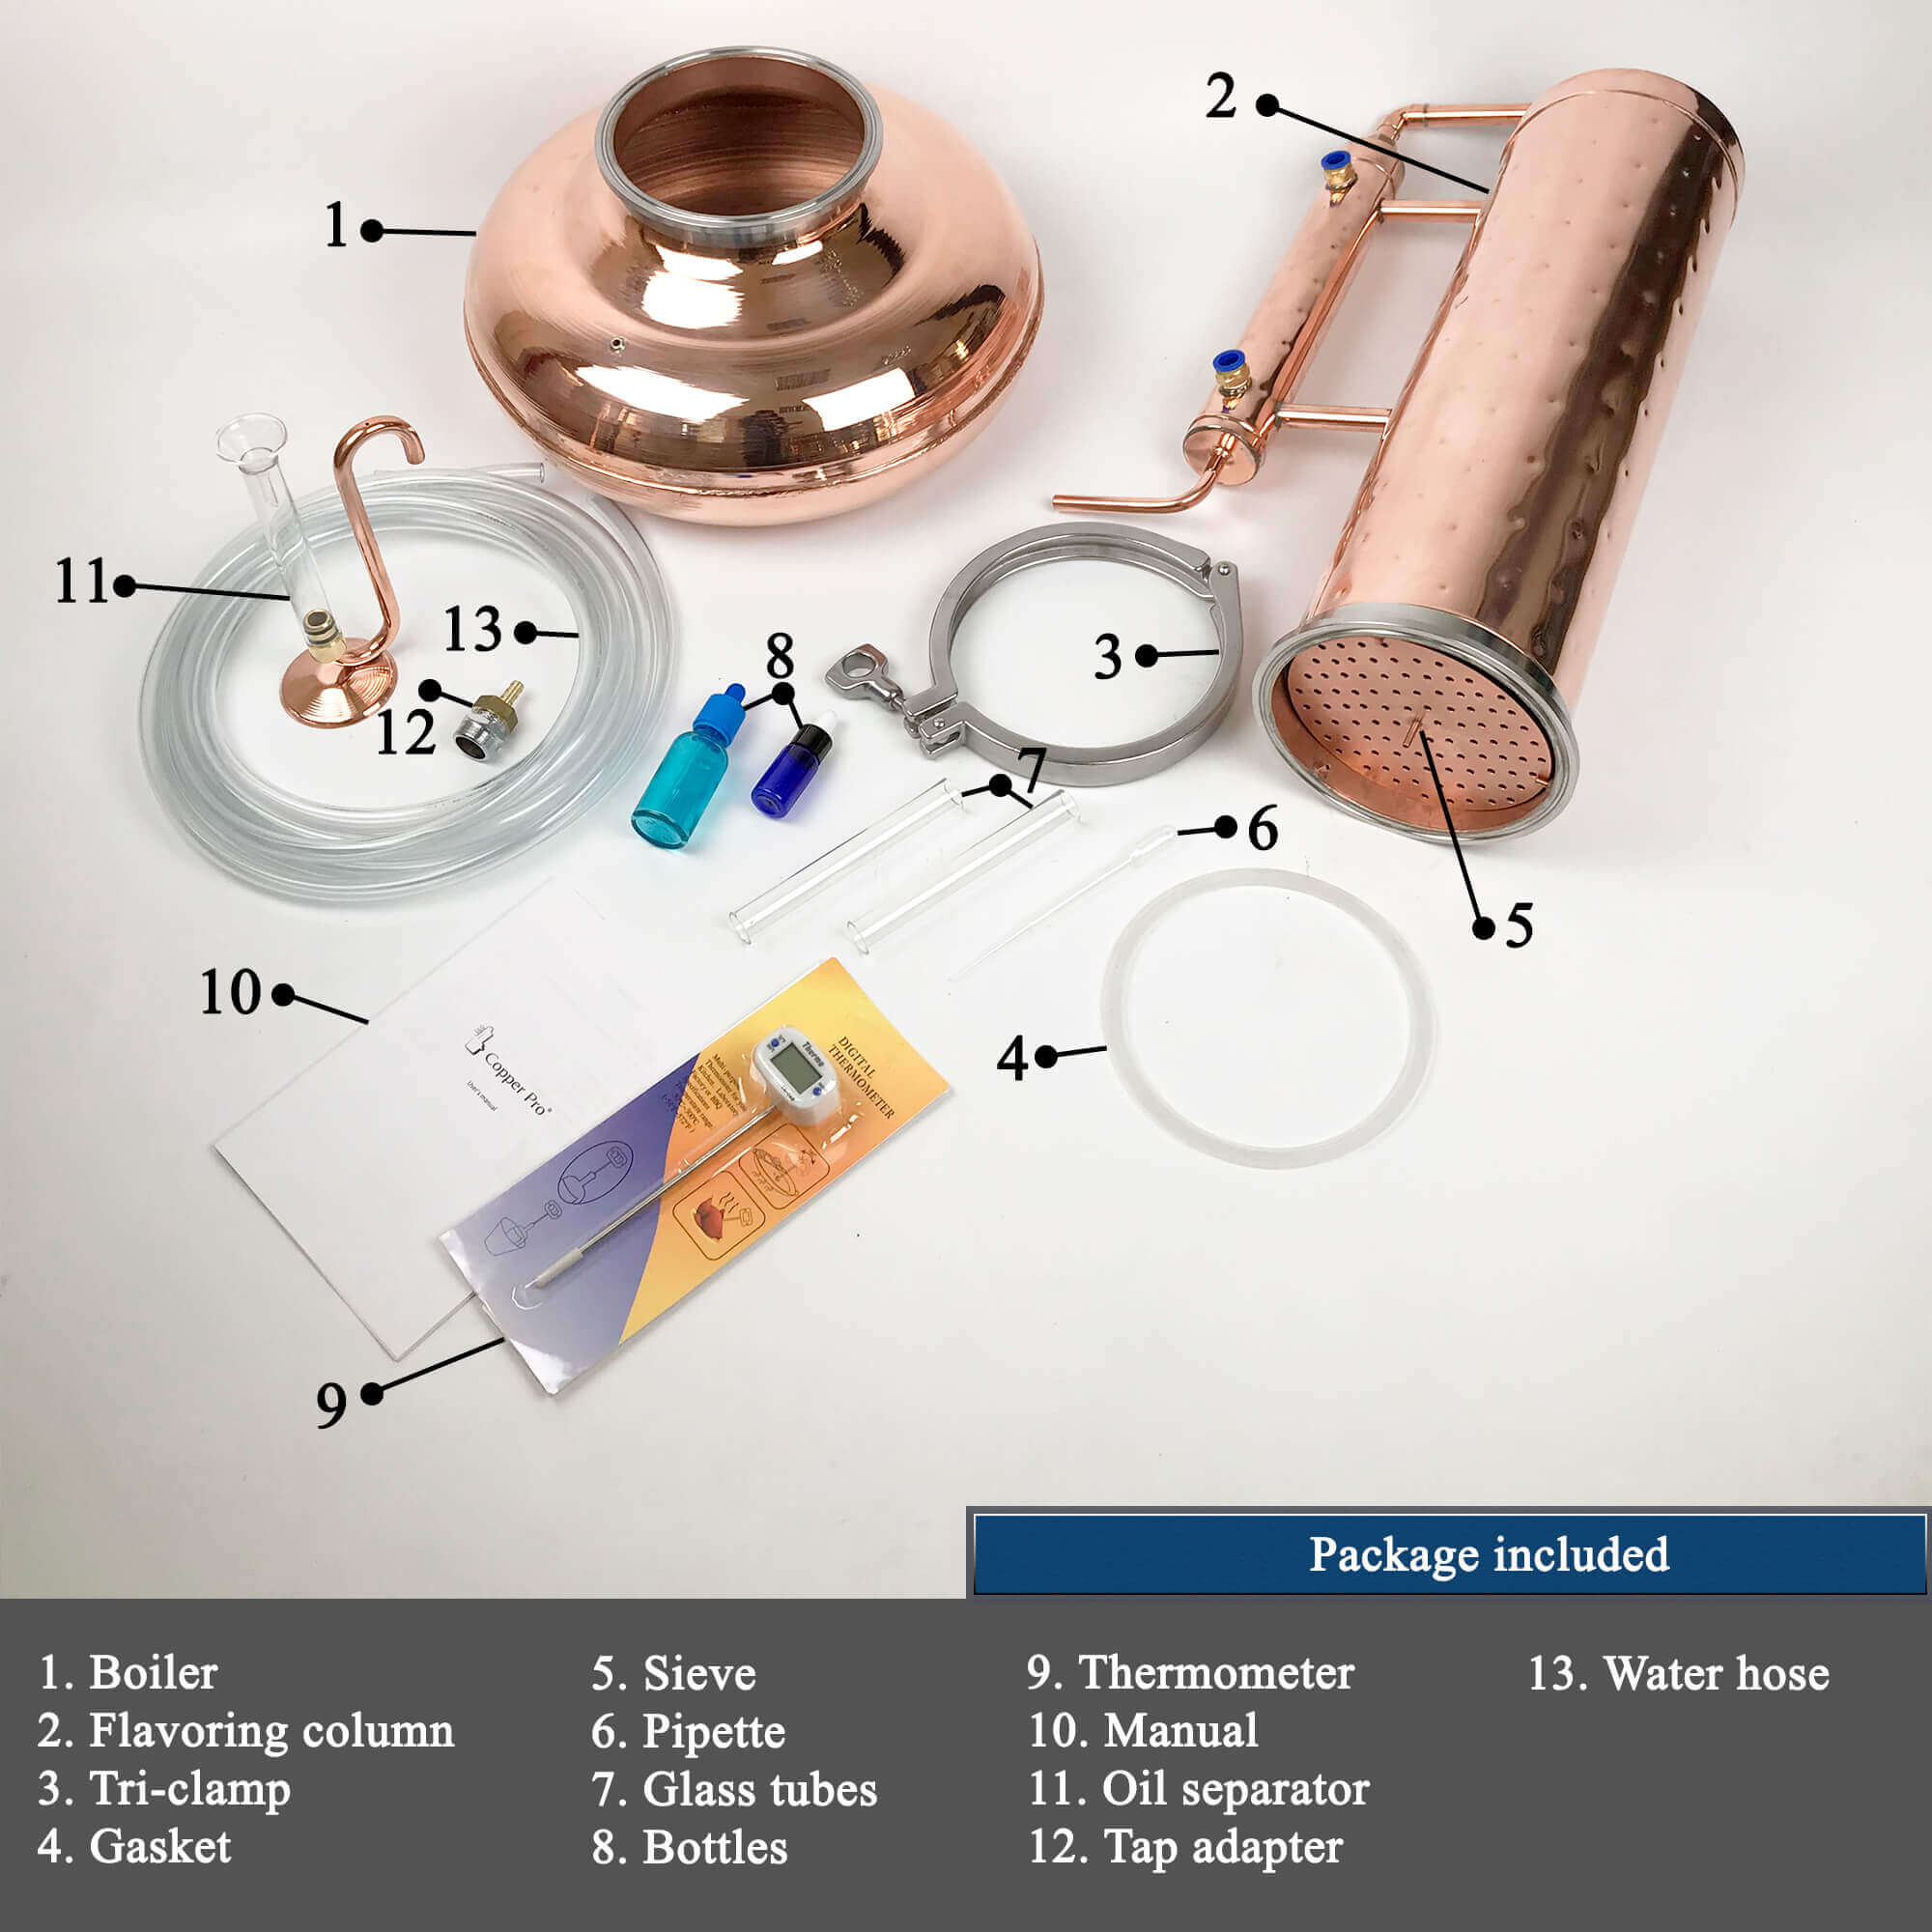 1
2
3
4
5
6
7
8
9
10
11
12
13
Copper Pro®
User's manual
DIGITAL
THERMOMETER
Thermo
Package included
1. Boiler
2. Flavoring column
3. Tri-clamp
4. Gasket
5. Sieve
6. Pipette
7. Glass tubes
8. Bottles
9. Thermometer
10. Manual
11. Oil separator
12. Tap adapter
13. Water hose